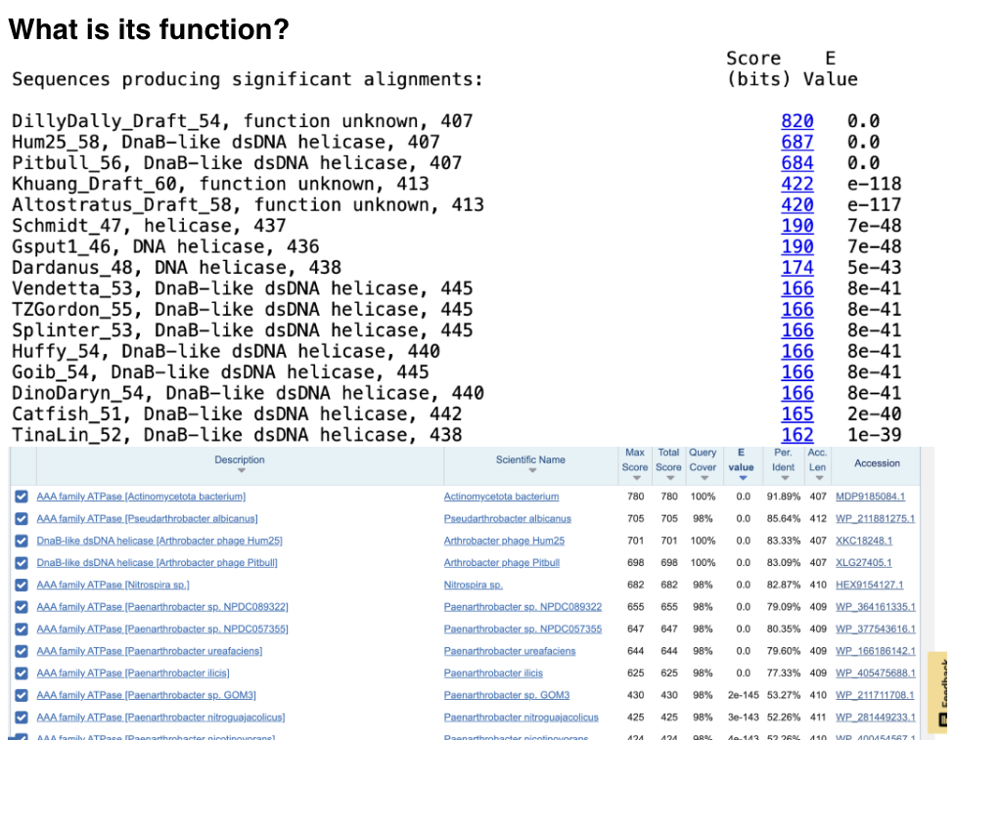 What is its function?
Score E
Sequences producing significant alignments: (bits) Value
DillyDally_Draft_54, function unknown, 407 820 0.0
Hum25_58, DnaB-like dsDNA helicase, 407 687 0.0
Pitbull_56, DnaB-like dsDNA helicase, 407 684 0.0
Khuang_Draft_60, function unknown, 413 422 e-118
Altostratus_Draft_58, function unknown, 413 420 e-117
Schmidt_47, helicase, 437 190 7e-48
Gsput1_46, DNA helicase, 436 190 7e-48
Dardanus_48, DNA helicase, 438 174 5e-43
Vendetta_53, DnaB-like dsDNA helicase, 445 166 8e-41
TZGordon_55, DnaB-like dsDNA helicase, 445 166 8e-41
Splinter_53, DnaB-like dsDNA helicase, 445 166 8e-41
Huffy_54, DnaB-like dsDNA helicase, 440 166 8e-41
Goib_54, DnaB-like dsDNA helicase, 445 166 8e-41
DinoDaryn_54, DnaB-like dsDNA helicase, 440 166 8e-41
Catfish_51, DnaB-like dsDNA helicase, 442 165 2e-40
TinaLin_52, DnaB-like dsDNA helicase, 438 162 1e-39
Description Scientific Name Max Score Total Score Query Cover E value Per. Ident Acc. Len Accession
AAA family ATPase [Actinomycetota bacterium] Actinomycetota bacterium 780 780 100% 0.0 91.89% 407 MDP9185084.1
AAA family ATPase [Pseudarthrobacter albicanus] Pseudarthrobacter albicanus 705 705 98% 0.0 85.64% 412 WP_211881275.1
DnaB-like dsDNA helicase [Arthrobacter phage Hum25] Arthrobacter phage Hum25 701 701 100% 0.0 83.33% 407 XKC18248.1
DnaB-like dsDNA helicase [Arthrobacter phage Pitbull] Arthrobacter phage Pitbull 698 698 100% 0.0 83.09% 407 XLG27405.1
AAA family ATPase [Nitrospira sp.] Nitrospira sp. 682 682 98% 0.0 82.87% 410 HEX9154127.1
AAA family ATPase [Paenarthrobacter sp. NPDC089322] Paenarthrobacter sp. NPDC089322 655 655 98% 0.0 79.09% 409 WP_364161335.1
AAA family ATPase [Paenarthrobacter sp. NPDC057355] Paenarthrobacter sp. NPDC057355 647 647 98% 0.0 80.35% 409 WP_377543616.1
AAA family ATPase [Paenarthrobacter ureafaciens] Paenarthrobacter ureafaciens 644 644 98% 0.0 79.60% 409 WP_166186142.1
AAA family ATPase [Paenarthrobacter ilicis] Paenarthrobacter ilicis 625 625 98% 0.0 77.33% 409 WP_405475688.1
AAA family ATPase [Paenarthrobacter sp. GOM3] Paenarthrobacter sp. GOM3 430 430 98% 2e-145 53.27% 410 WP_211711708.1
AAA family ATPase [Paenarthrobacter nitroguajacolicus] Paenarthrobacter nitroguajacolicus 425 425 98% 3e-143 52.26% 411 WP_281449233.1
AAA family ATPase [Paenarthrobacter nicotinovorans] Paenarthrobacter nicotinovorans 424 424 98% 4e-143 52.26% 410 WP_400454567.1
Feedback